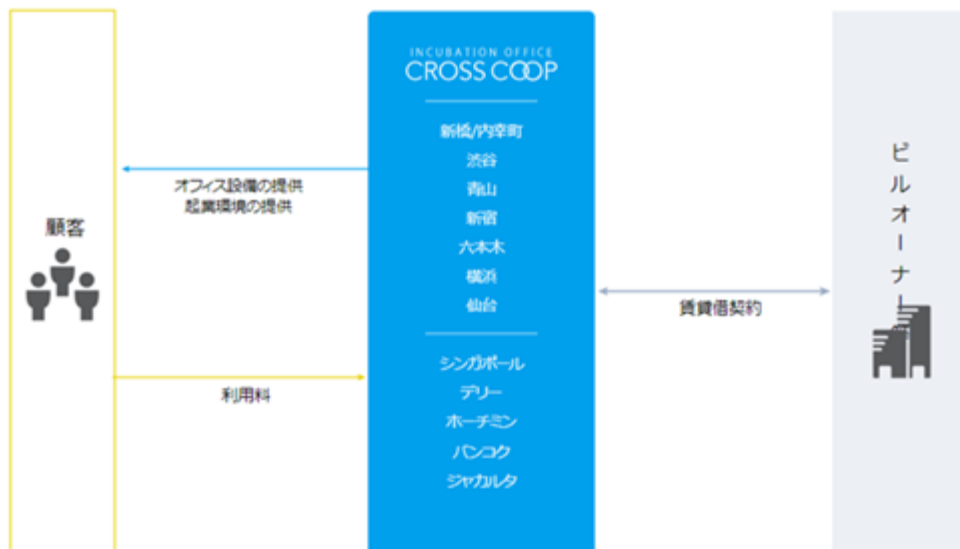 顧客
オフィス設備の提供
起業環境の提供
利用料
INCUBATION OFFICE
CROSS COOP
新橋/内幸町
渋谷
青山
新宿
六本木
横浜
仙台
シンガポール
デリー
ホーチミン
バンコク
ジャカルタ
賃貸借契約
ビルオーナー